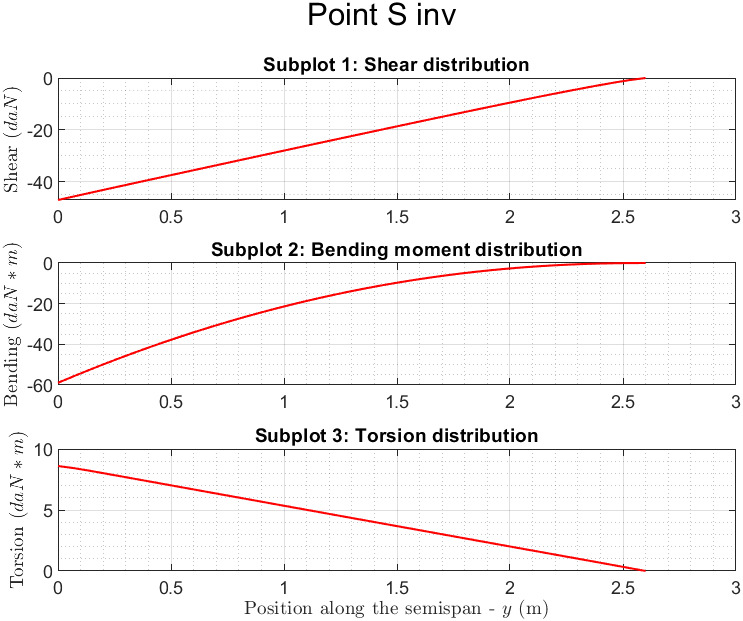 Point S inv
Subplot 1: Shear distribution
Shear (daN)
0
-20
-40
0 0.5 1 1.5 2 2.5 3
Subplot 2: Bending moment distribution
Bending (daN * m)
0
-20
-40
-60
0 0.5 1 1.5 2 2.5 3
Subplot 3: Torsion distribution
Torsion (daN * m)
10
5
0
0 0.5 1 1.5 2 2.5 3
Position along the semispan - y (m)